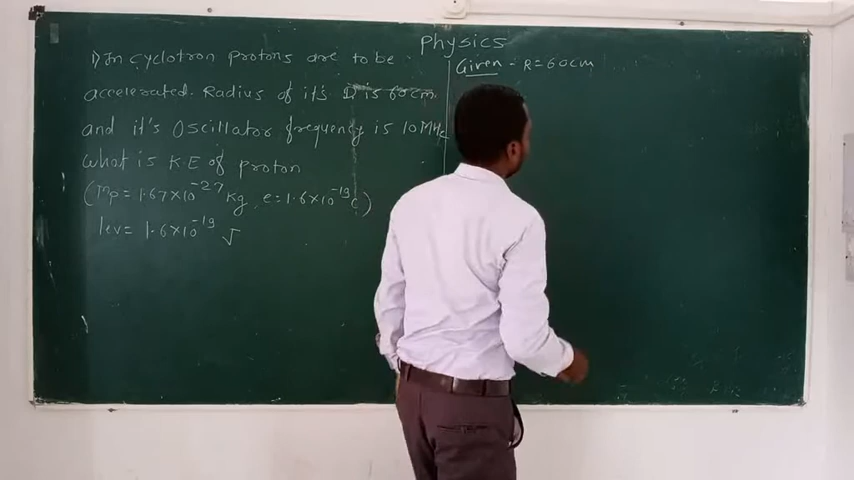 Physics
1) In cyclotron protons are to be
accelerated. Radius of it's D is 60cm
and it's Oscillator frequency is 10MHz
what is K.E of proton
(mp = 1.67×10-27 kg, e = 1.6×10-19 C)
1ev = 1.6×10-19 J
Given - R = 60cm